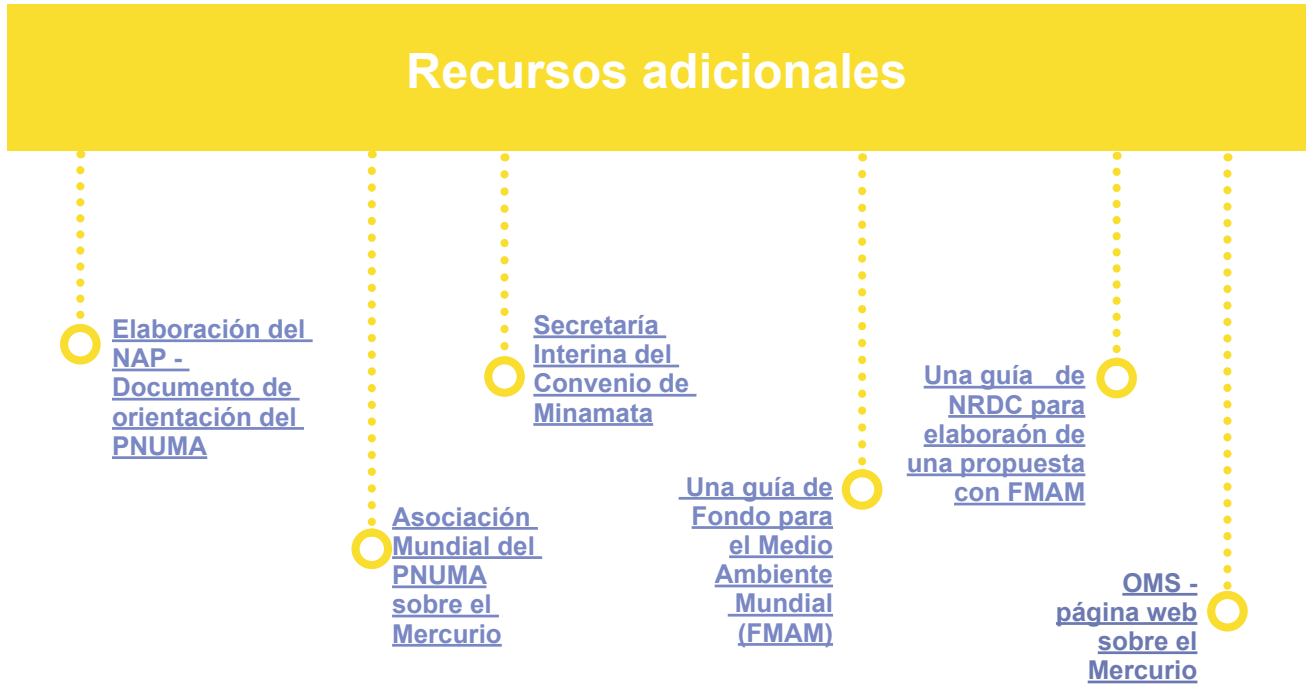 Recursos adicionales
Elaboración del
NAP -
Documento de
orientación del
PNUMA
Asociación
Mundial del
PNUMA
sobre el
Mercurio
Secretaría
Interina del
Convenio de
Minamata
Una guía de
Fondo para
el Medio
Ambiente
Mundial
(FMAM)
Una guía de
NRDC para
elaboraón de
una propuesta
con FMAM
OMS -
página web
sobre el
Mercurio